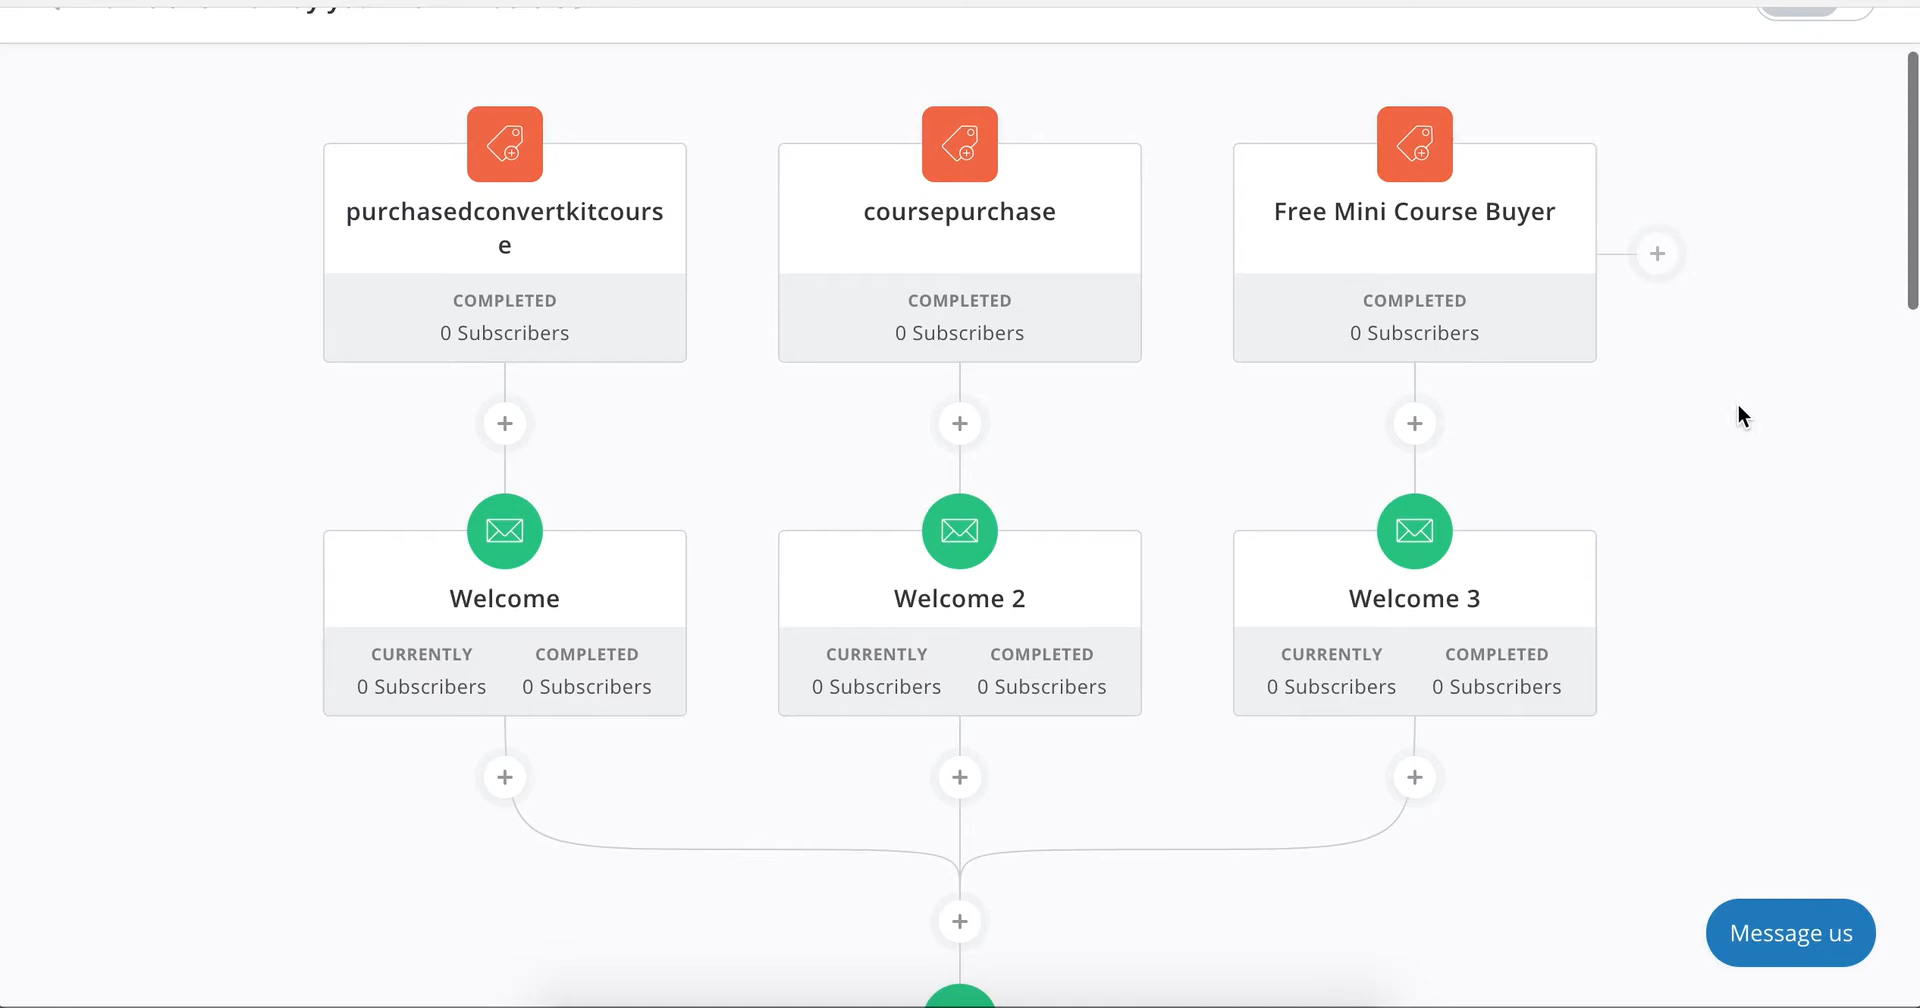 purchasedconvertkitcours
e
coursepurchase
Free Mini Course Buyer
COMPLETED
0 Subscribers
COMPLETED
0 Subscribers
COMPLETED
0 Subscribers
Welcome
Welcome 2
Welcome 3
CURRENTLY COMPLETED
0 Subscribers 0 Subscribers
CURRENTLY COMPLETED
0 Subscribers 0 Subscribers
CURRENTLY COMPLETED
0 Subscribers 0 Subscribers
Message us